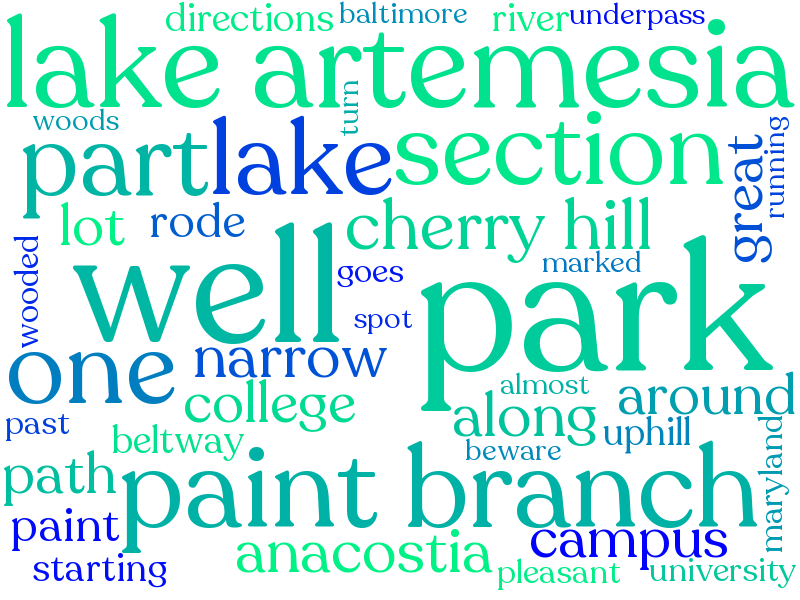 directions baltimore river underpass
lake artemesia
woods turn
part lake section great running
lot rode cherry hill
wooded well goes marked
spot park
one narrow
college almost around
past beltway along uphill
beware
path paint branch maryland
paint anacostia campus
starting pleasant university